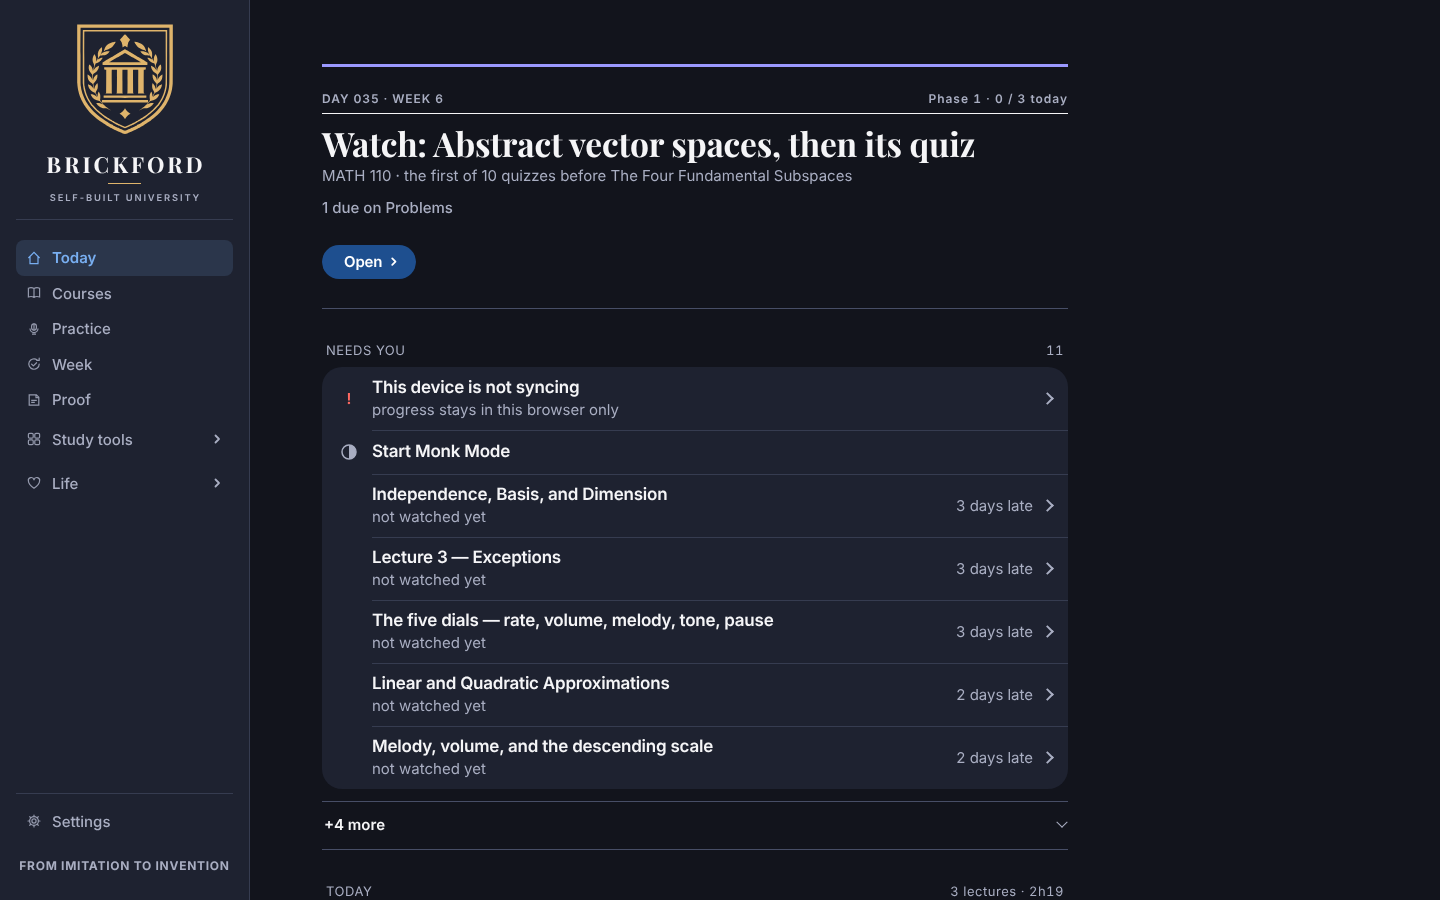 BRICKFORD
SELF-BUILT UNIVERSITY
Today
Courses
Practice
Week
Proof
Study tools
Life
Settings
FROM IMITATION TO INVENTION
DAY 035 · WEEK 6
Phase 1 · 0 / 3 today
Watch: Abstract vector spaces, then its quiz
MATH 110 · the first of 10 quizzes before The Four Fundamental Subspaces
1 due on Problems
Open
NEEDS YOU
11
!
This device is not syncing
progress stays in this browser only
Start Monk Mode
Independence, Basis, and Dimension
not watched yet
3 days late
Lecture 3 — Exceptions
not watched yet
3 days late
The five dials — rate, volume, melody, tone, pause
not watched yet
3 days late
Linear and Quadratic Approximations
not watched yet
2 days late
Melody, volume, and the descending scale
not watched yet
2 days late
+4 more
TODAY
3 lectures · 2h19